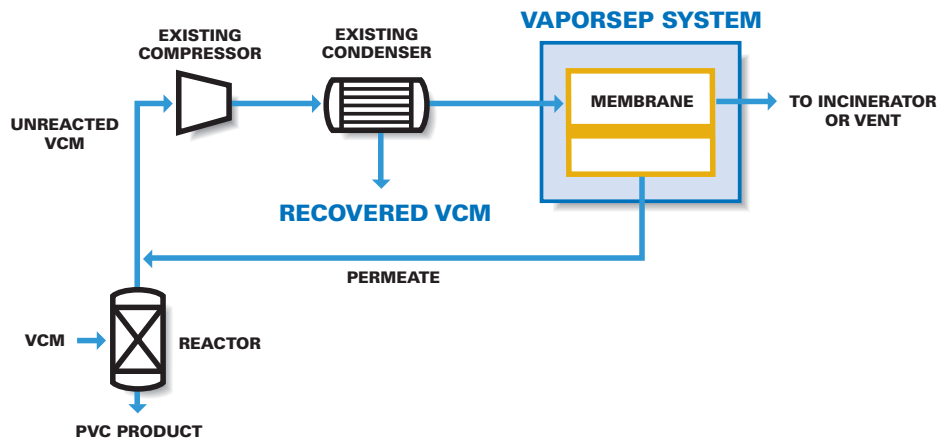 VAPORSEP SYSTEM
EXISTING
COMPRESSOR
EXISTING
CONDENSER
MEMBRANE
TO INCINERATOR
OR VENT
UNREACTED
VCM
RECOVERED VCM
PERMEATE
VCM
REACTOR
PVC PRODUCT